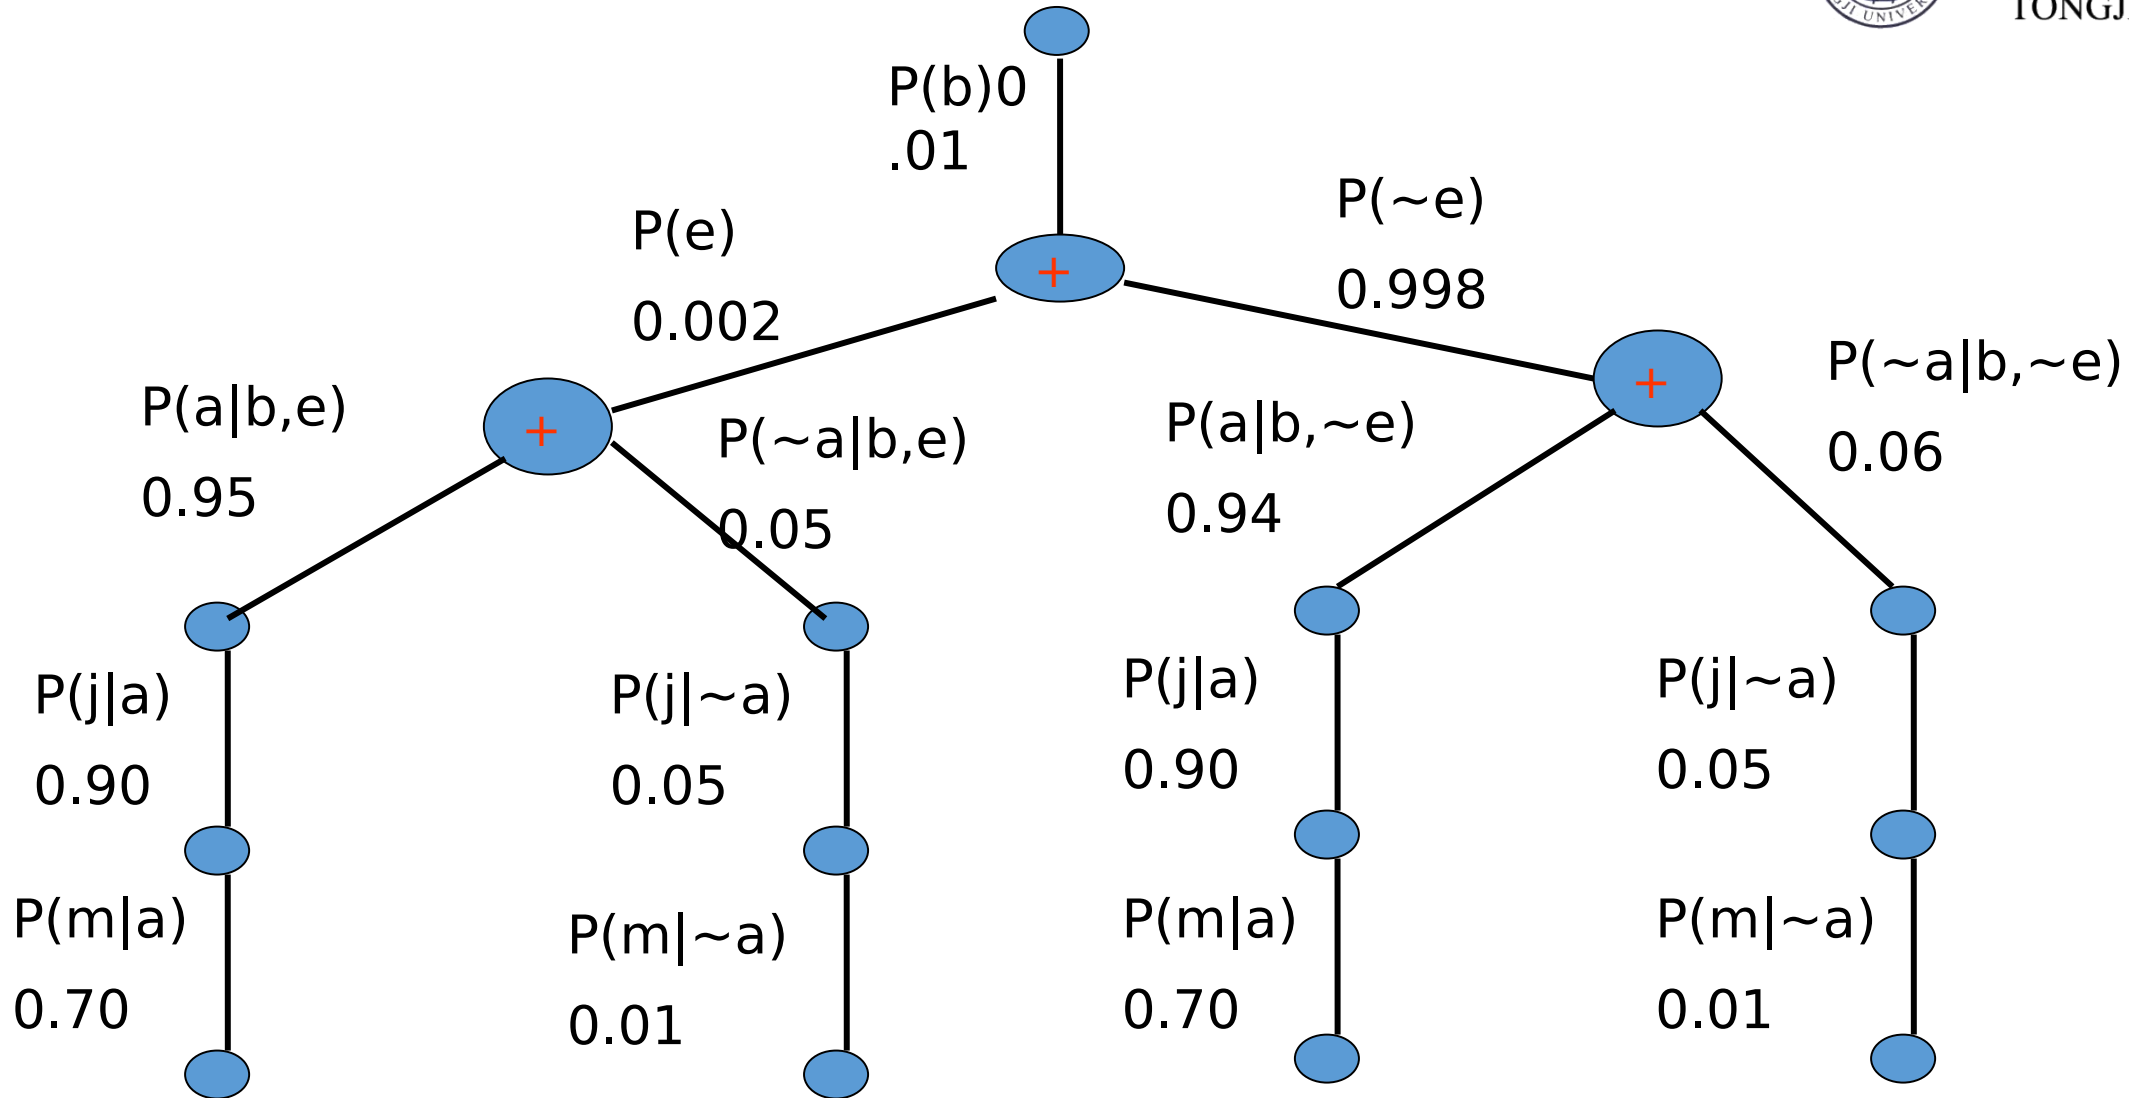 TONGJ
P(b)0
.01
P(e)
0.002
P(~e)
0.998
+
P(a|b,e)
0.95
+
P(~a|b,e)
0.05
P(a|b,~e)
0.94
+
P(~a|b,~e)
0.06
P(j|a)
0.90
P(j|~a)
0.05
P(j|a)
0.90
P(j|~a)
0.05
P(m|a)
0.70
P(m|~a)
0.01
P(m|a)
0.70
P(m|~a)
0.01